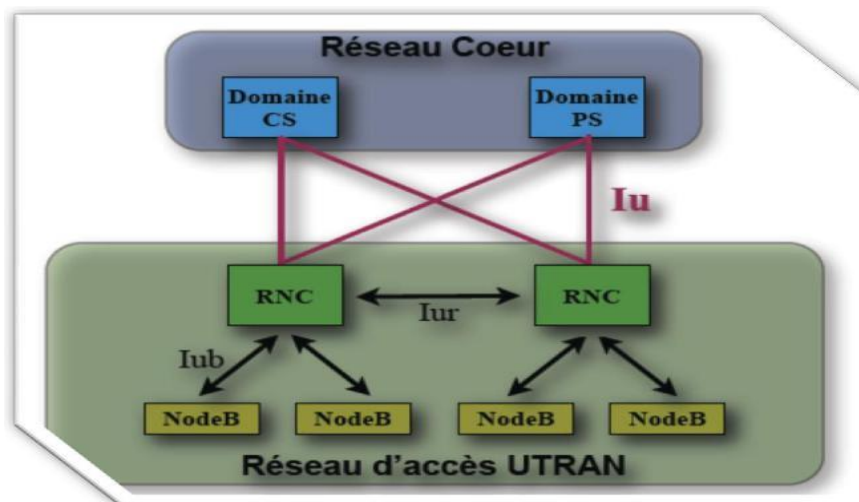 Réseau Coeur
Domaine
CS
Domaine
PS
Iu
RNC
RNC
Iur
Iub
NodeB
NodeB
NodeB
NodeB
Réseau d'accès UTRAN